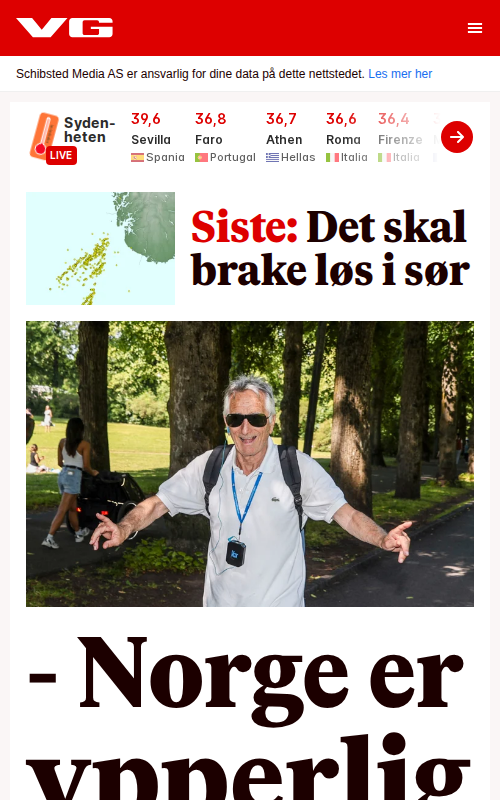 VG
Schibsted Media AS er ansvarlig for dine data på dette nettstedet. Les mer her
Syden-
heten
LIVE
39,6
Sevilla
Spania
36,8
Faro
Portugal
36,7
Athen
Hellas
36,6
Roma
Italia
36,4
Firenze
Italia
Siste: Det skal
brake løs i sør
- Norge er
ypperlig